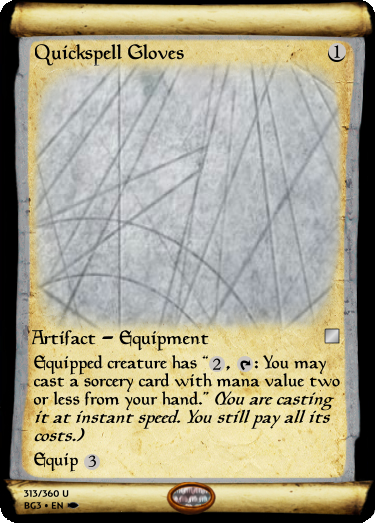 Quickspell Gloves 1
Artifact – Equipment
Equipped creature has “2, : You may
cast a sorcery card with mana value two
or less from your hand.” (You are casting
it at instant speed. You still pay all its
costs.)
Equip 3
313/360 U
BG3 • EN